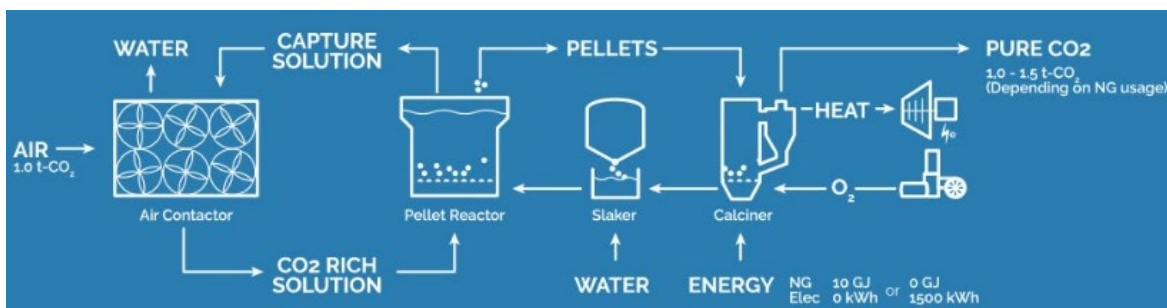 WATER
CAPTURE
SOLUTION
PELLETS
PURE CO2
1,0 - 1.5 t-CO₂
(Depending on NG usage)
HEAT
AIR
1.0 t-CO₂
O₂
Air Contactor
Pellet Reactor
Slaker
Calciner
CO2 RICH
SOLUTION
WATER
ENERGY
NG 10 GJ or 0 GJ
Elec 0 kWh 1500 kWh